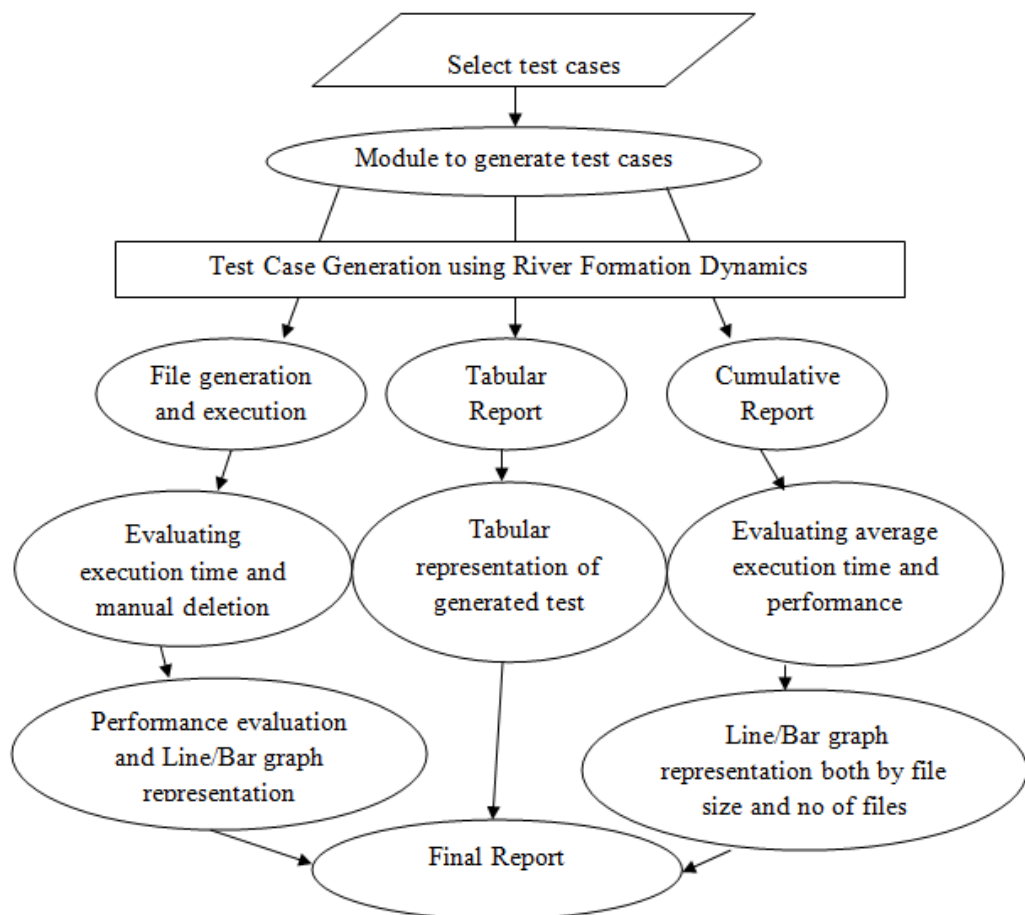 Select test cases
Module to generate test cases
Test Case Generation using River Formation Dynamics
File generation
and execution
Tabular
Report
Cumulative
Report
Evaluating
execution time and
manual deletion
Tabular
representation of
generated test
Evaluating average
execution time and
performance
Performance evaluation
and Line/Bar graph
representation
Line/Bar graph
representation both by file
size and no of files
Final Report